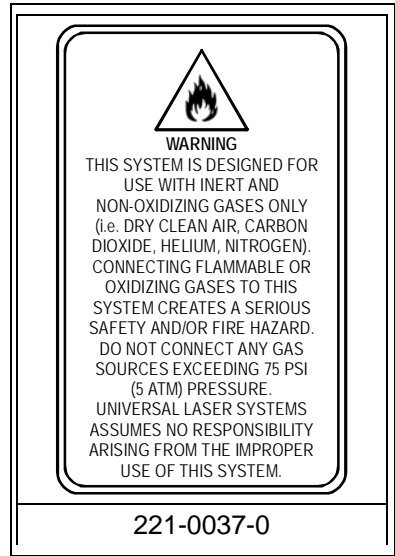 WARNING
THIS SYSTEM IS DESIGNED FOR
USE WITH INERT AND
NON-OXIDIZING GASES ONLY
(i.e. DRY CLEAN AIR, CARBON
DIOXIDE, HELIUM, NITROGEN).
CONNECTING FLAMMABLE OR
OXIDIZING GASES TO THIS
SYSTEM CREATES A SERIOUS
SAFETY AND/OR FIRE HAZARD.
DO NOT CONNECT ANY GAS
SOURCES EXCEEDING 75 PSI
(5 ATM) PRESSURE.
UNIVERSAL LASER SYSTEMS
ASSUMES NO RESPONSIBILITY
ARISING FROM THE IMPROPER
USE OF THIS SYSTEM.
221-0037-0